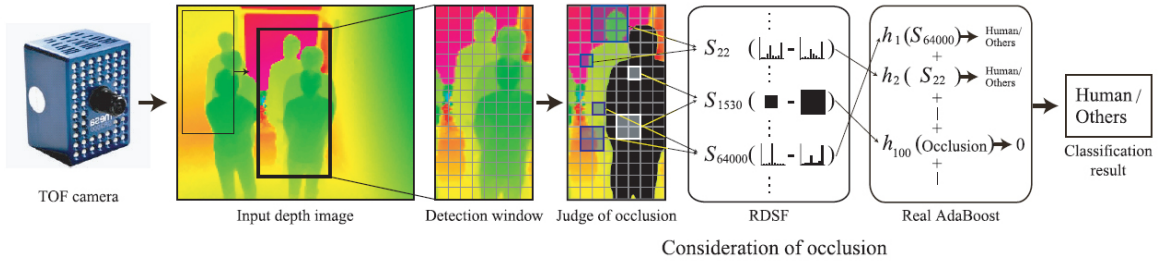 TOF camera
Input depth image
Detection window
Judge of occlusion
S22 ( - )
S1530 ( - )
S64000 ( - )
RDSF
h1 (S64000) Human/
Others
+
h2 ( S22 ) Human/
Others
+
+
h100 (Occlusion) 0
+
Real AdaBoost
Human /
Others
Classification
result
Consideration of occlusion